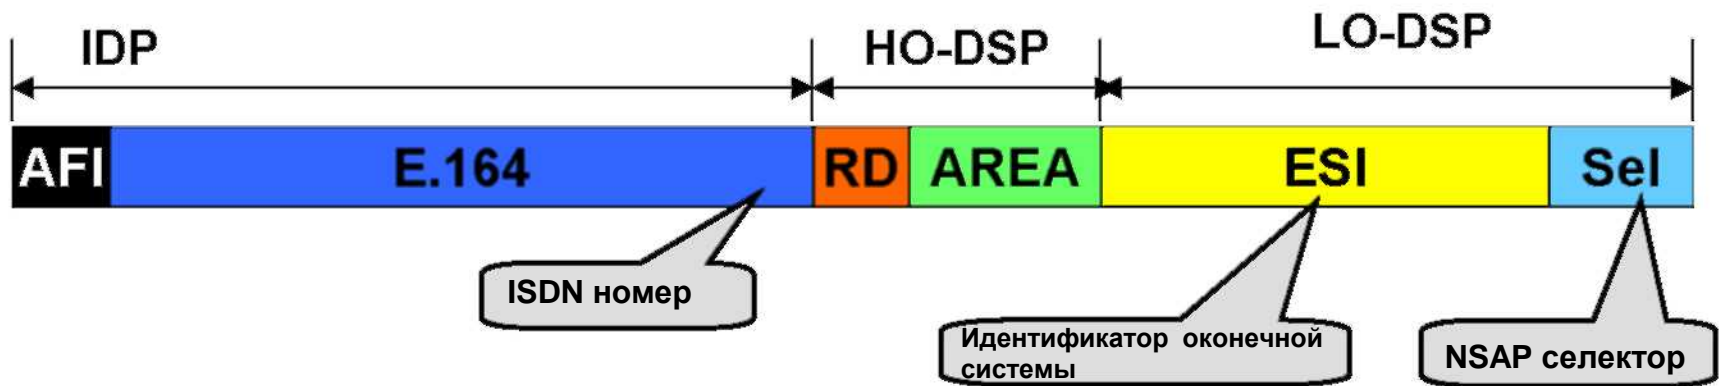 IDP HO-DSP LO-DSP
AFI E.164 RD AREA ESI Sel
ISDN номер
Идентификатор оконечной
системы
NSAP селектор